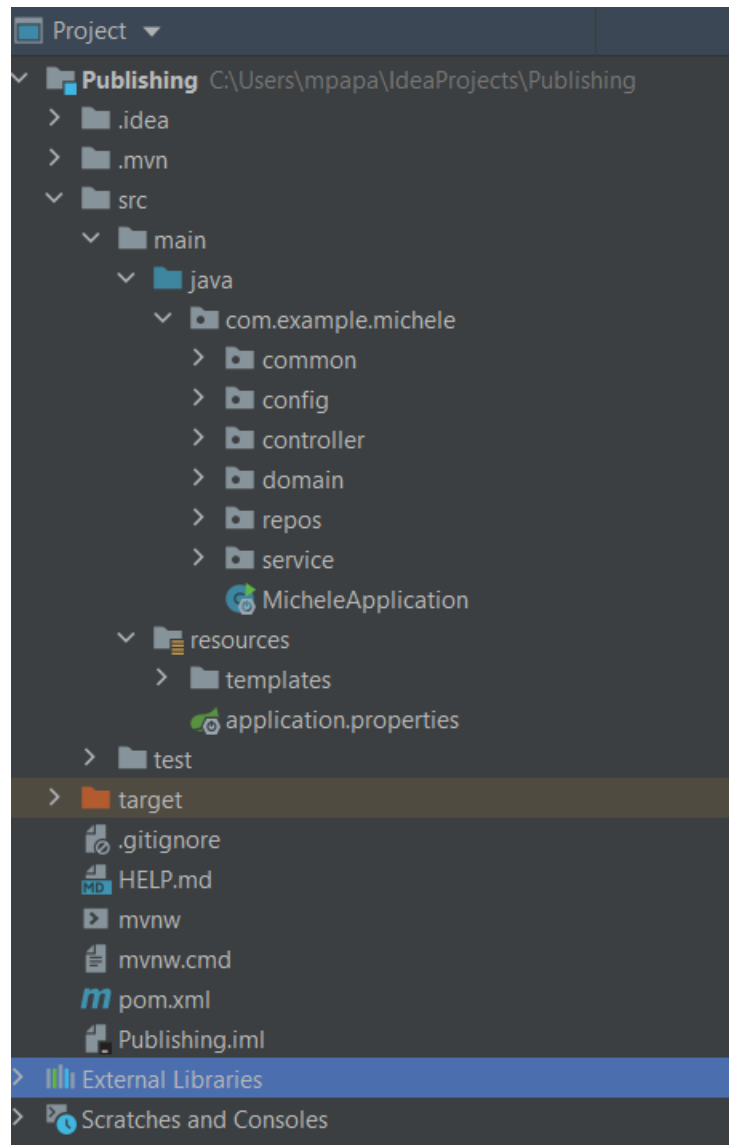 Project
Publishing C:\Users\mpapa\IdeaProjects\Publishing
.idea
.mvn
src
main
java
com.example.michele
common
config
controller
domain
repos
service
MicheleApplication
resources
templates
application.properties
test
target
.gitignore
MD HELP.md
mvnw
mvnw.cmd
m pom.xml
Publishing.iml
External Libraries
Scratches and Consoles